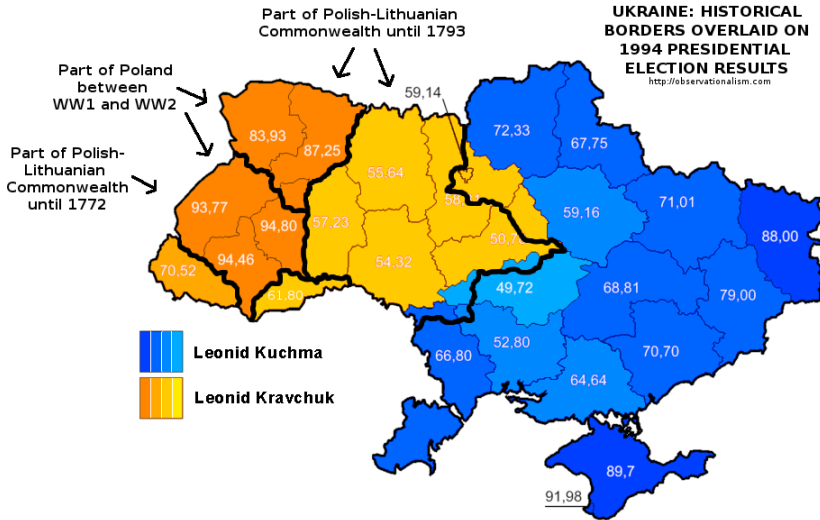 Part of Polish-Lithuanian
Commonwealth until 1793
UKRAINE: HISTORICAL
BORDERS OVERLAID ON
1994 PRESIDENTIAL
ELECTION RESULTS
http://observationalism.com
Part of Poland
between
WW1 and WW2
Part of Polish-
Lithuanian
Commonwealth
until 1772
59,14
72,33
67,75
83,93
87,25
55.64
93,77
94,80
57,23
59,16
71,01
88,00
94,46
70,52
54.32
61.80
49,72
68,81
79,00
66,80
52,80
70,70
64,64
89,7
91,98
Leonid Kuchma
Leonid Kravchuk